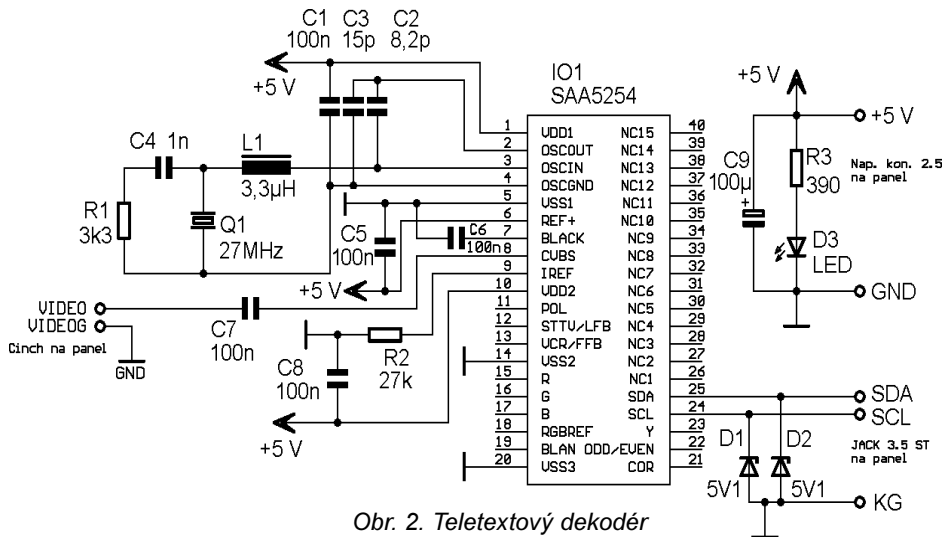 C1 C3 C2
100n 15p 8,2p
+5 V
C4 1n
L1
3,3µH
R1
3k3
Q1
27MHz
C5
100n
C6
100n
+5 V
VIDEO
VIDEOG
Cinch na panel
GND
C7
100n
C8
100n
R2
27k
+5 V
IO1
SAA5254
1 VDD1 NC15 40
2 OSCOUT NC14 39
3 OSCIN NC13 38
4 OSCGND NC12 37
5 VSS1 NC11 36
6 REF+ NC10 35
7 BLACK NC9 34
8 CVBS NC8 33
9 IREF NC7 32
10 VDD2 NC6 31
11 POL NC5 30
12 STTV/LFB NC4 29
13 VCR/FFB NC3 28
14 VSS2 NC2 27
15 R NC1 26
16 G SDA 25
17 B SCL 24
18 RGBREF Y 23
19 BLAN ODD/EVEN 22
20 VSS3 COR 21
+5 V
+5 V
C9
100µ
+
R3
390
Nap. kon. 2.5
na panel
D3
LED
GND
SDA
SCL
D1
5V1
D2
5V1
JACK 3.5 ST
na panel
KG
Obr. 2. Teletextový dekodér